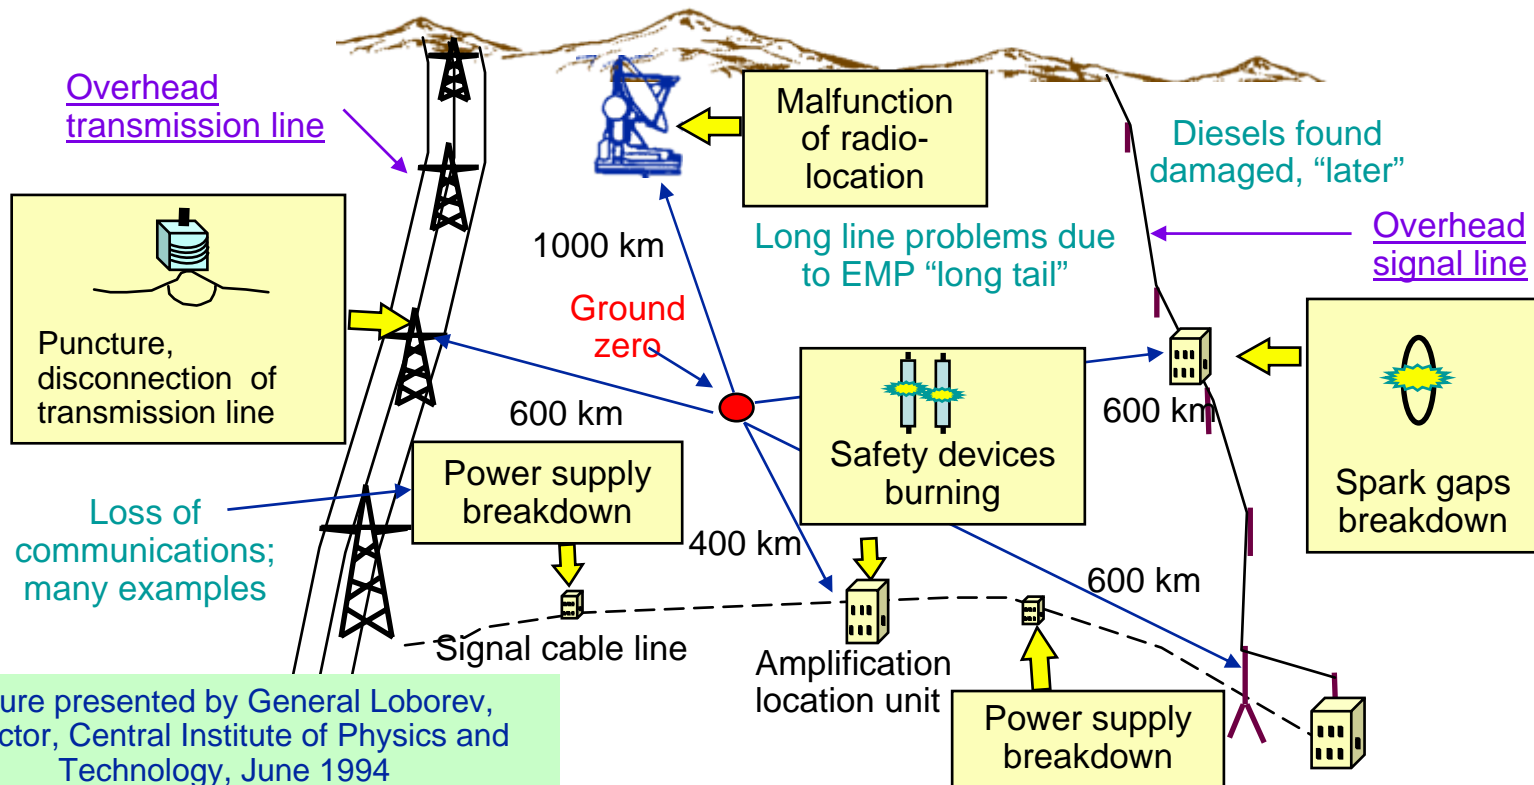 Overhead
transmission line
Malfunction
of radio-
location
Diesels found
damaged, “later”
1000 km
Long line problems due
to EMP “long tail”
Overhead
signal line
Ground
zero
Puncture,
disconnection of
transmission line
600 km
600 km
Safety devices
burning
Spark gaps
breakdown
Power supply
breakdown
Loss of
communications;
many examples
400 km
600 km
Signal cable line
Amplification
location unit
Power supply
breakdown
ure presented by General Loborev,
ctor, Central Institute of Physics and
Technology, June 1994